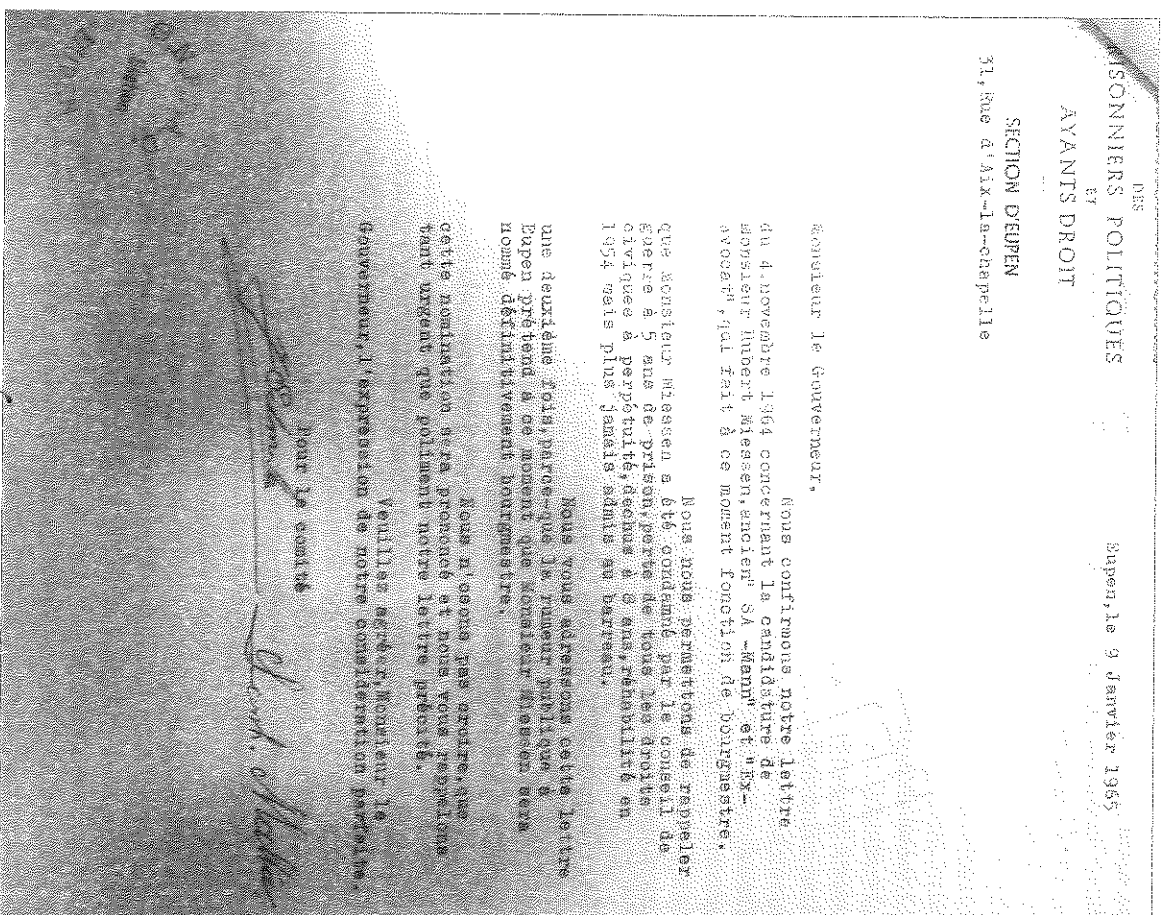 DES
PRISONNIERS POLITIQUES
ET
AYANTS DROIT
SECTION D'EUPEN
31, Rue d'Aix-la-chapelle
Eupen,le 9 Janvier 1965
Monsieur le Gouverneur,
Nous confirmons notre lettre
du 4.novembre 1964 concernant la candidature de
Monsieur Hubert Miessen,ancien" SA -Mann" et "Ex-
avocat",qui fait à ce moment fonction de bourgmestre.
Nous nous permettons de rappeler
que Monsieur Miessen a été condamné par le conseil de
guerre à 5 ans de prison,perte de tous les droits
civiques à perpétuité,déchus à 8 ans,réhabilité en
1954 mais plus jamais admis au barreau.
Nous vous adressons cette lettre
une deuxiéme fois,parce-que la rumeur publique à
Eupen prétend à ce moment que Monsieur Miessen sera
nommé définitivement bourgmestre.
Nous n'osons pas croire,que
cette nomination sera prononcé et nous vous rappelons
tant urgent que poliment notre lettre précité.
Veuillez agréer,Monsieur le
Gouverneur,l'expression de notre considération parfaite.
Pour le comité